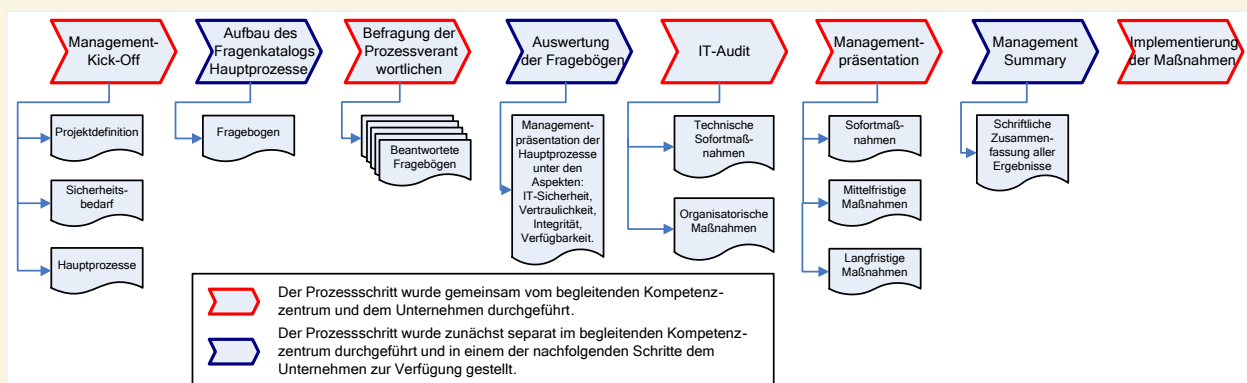 Management-
Kick-Off
Aufbau des
Fragenkatalogs
Hauptprozesse
Befragung der
Prozessverant
wortlichen
Auswertung
der Fragebögen
IT-Audit
Management-
präsentation
Management
Summary
Implementierung
der Maßnahmen
Projektdefinition
Sicherheits-
bedarf
Hauptprozesse
Fragebogen
Beantwortete
Fragebögen
Management-
präsentation der
Hauptprozesse
unter den
Aspekten:
IT-Sicherheit,
Vertraulichkeit,
Integrität,
Verfügbarkeit.
Technische
Sofortmaß-
nahmen
Organisatorische
Maßnahmen
Sofortmaß-
nahmen
Mittelfristige
Maßnahmen
Langfristige
Maßnahmen
Schriftliche
Zusammen-
fassung aller
Ergebnisse
Der Prozessschritt wurde gemeinsam vom begleitenden Kompetenz-
zentrum und dem Unternehmen durchgeführt.
Der Prozessschritt wurde zunächst separat im begleitenden Kompetenz-
zentrum durchgeführt und in einem der nachfolgenden Schritte dem
Unternehmen zur Verfügung gestellt.